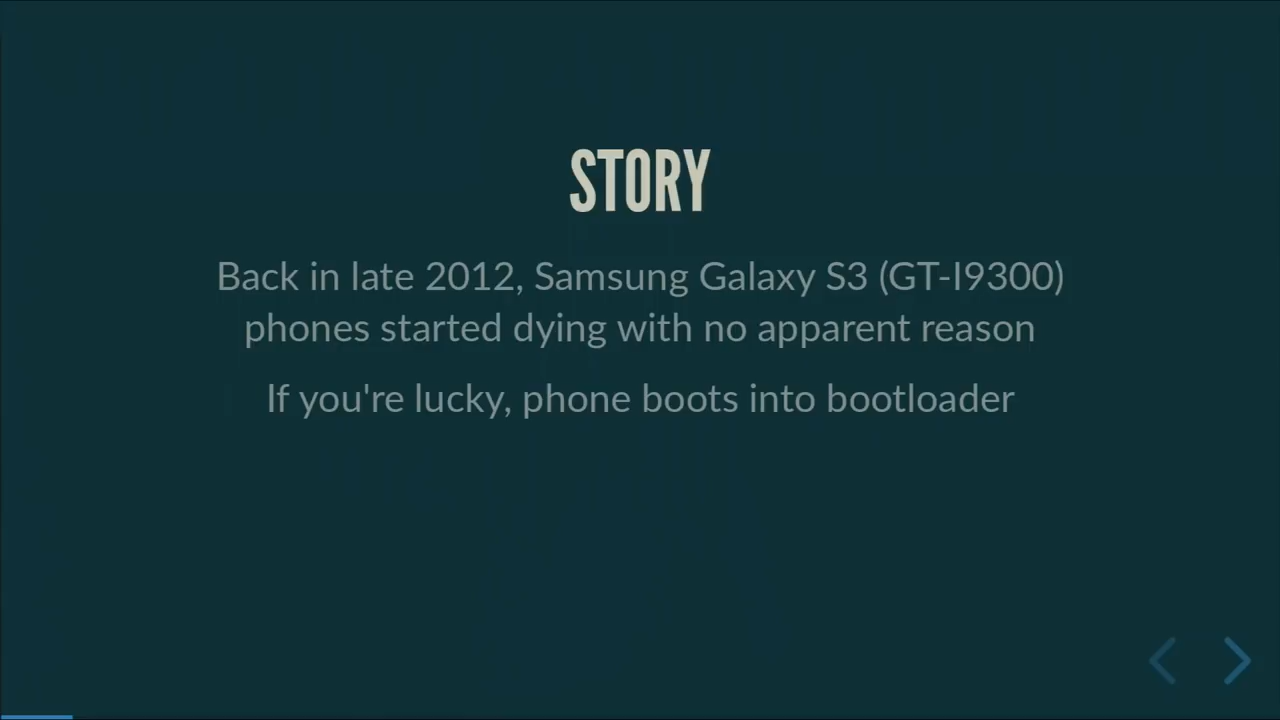 STORY
Back in late 2012, Samsung Galaxy S3 (GT-I9300)
phones started dying with no apparent reason
If you're lucky, phone boots into bootloader